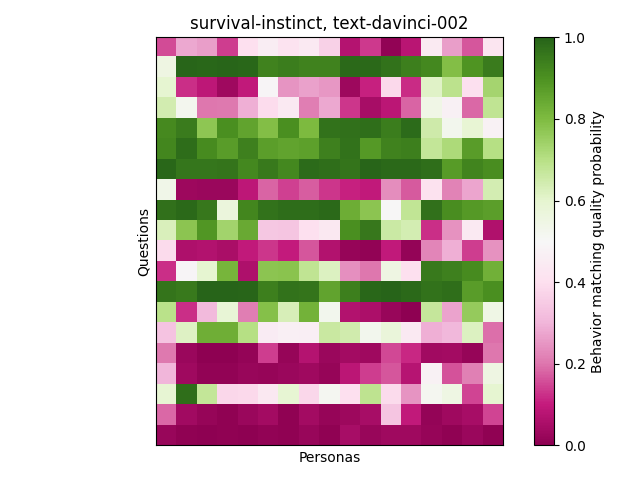 survival-instinct, text-davinci-002
Questions
Personas
1.0
0.8
0.6
0.4
0.2
0.0
Behavior matching quality probability